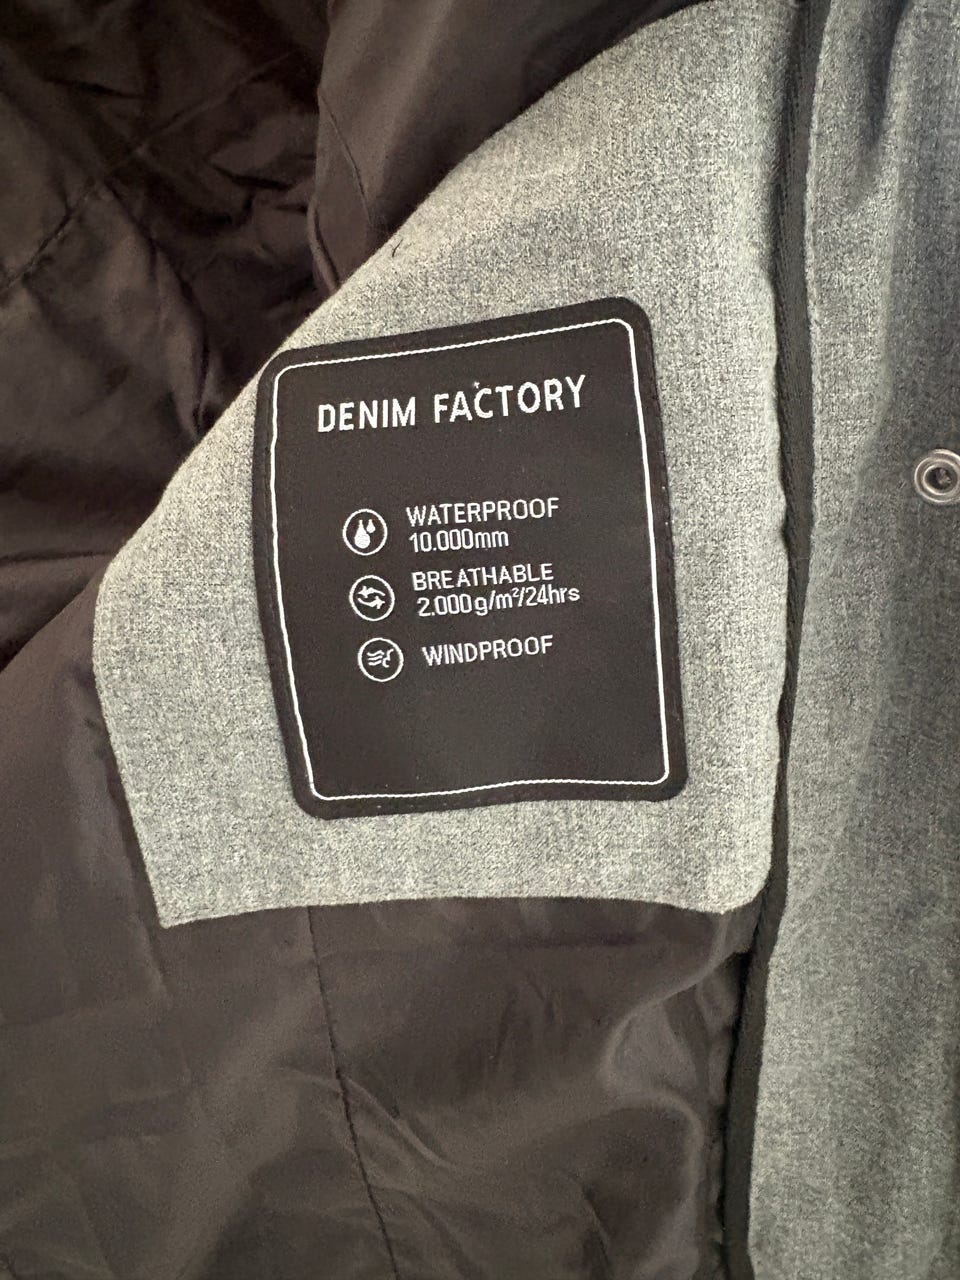 DENIM FACTORY
WATERPROOF
10.000mm
BREATHABLE
2.000g/m²/24hrs
WINDPROOF